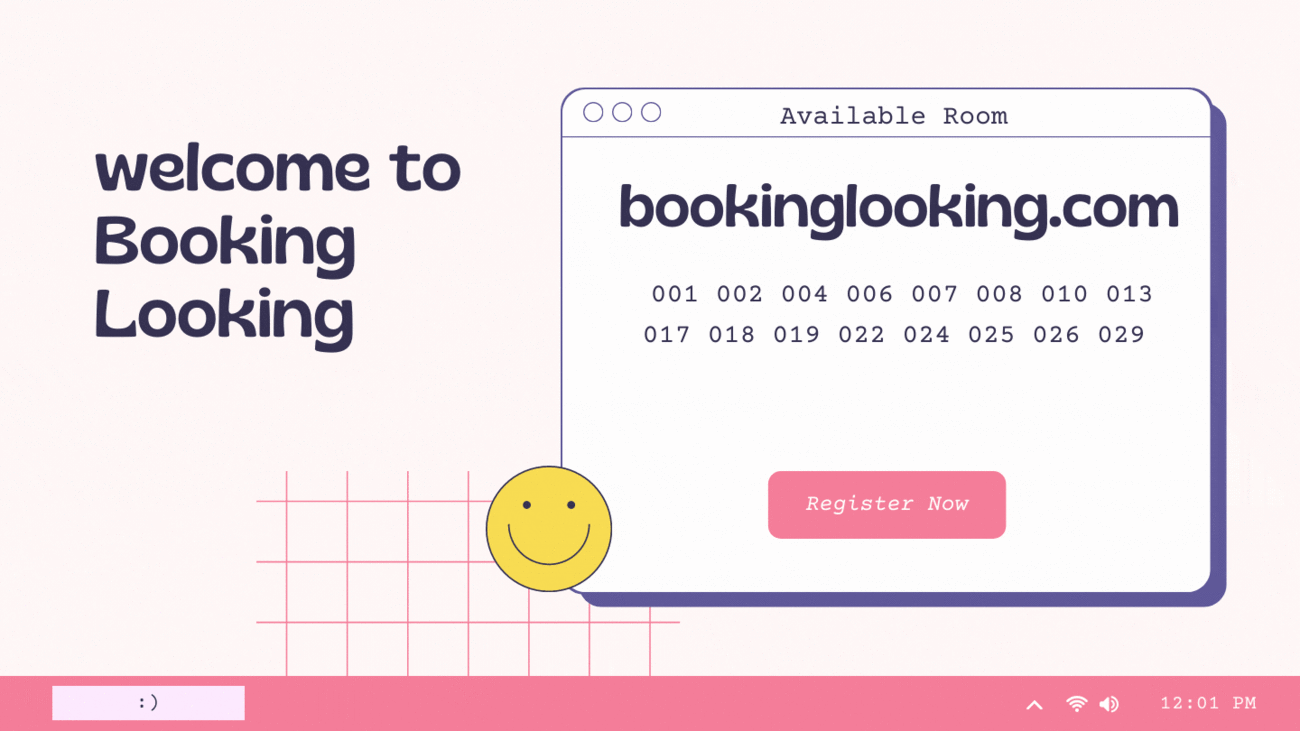 welcome to
Booking
Looking
Available Room
bookinglooking.com
001 002 004 006 007 008 010 013
017 018 019 022 024 025 026 029
Register Now
:)
12:01 PM